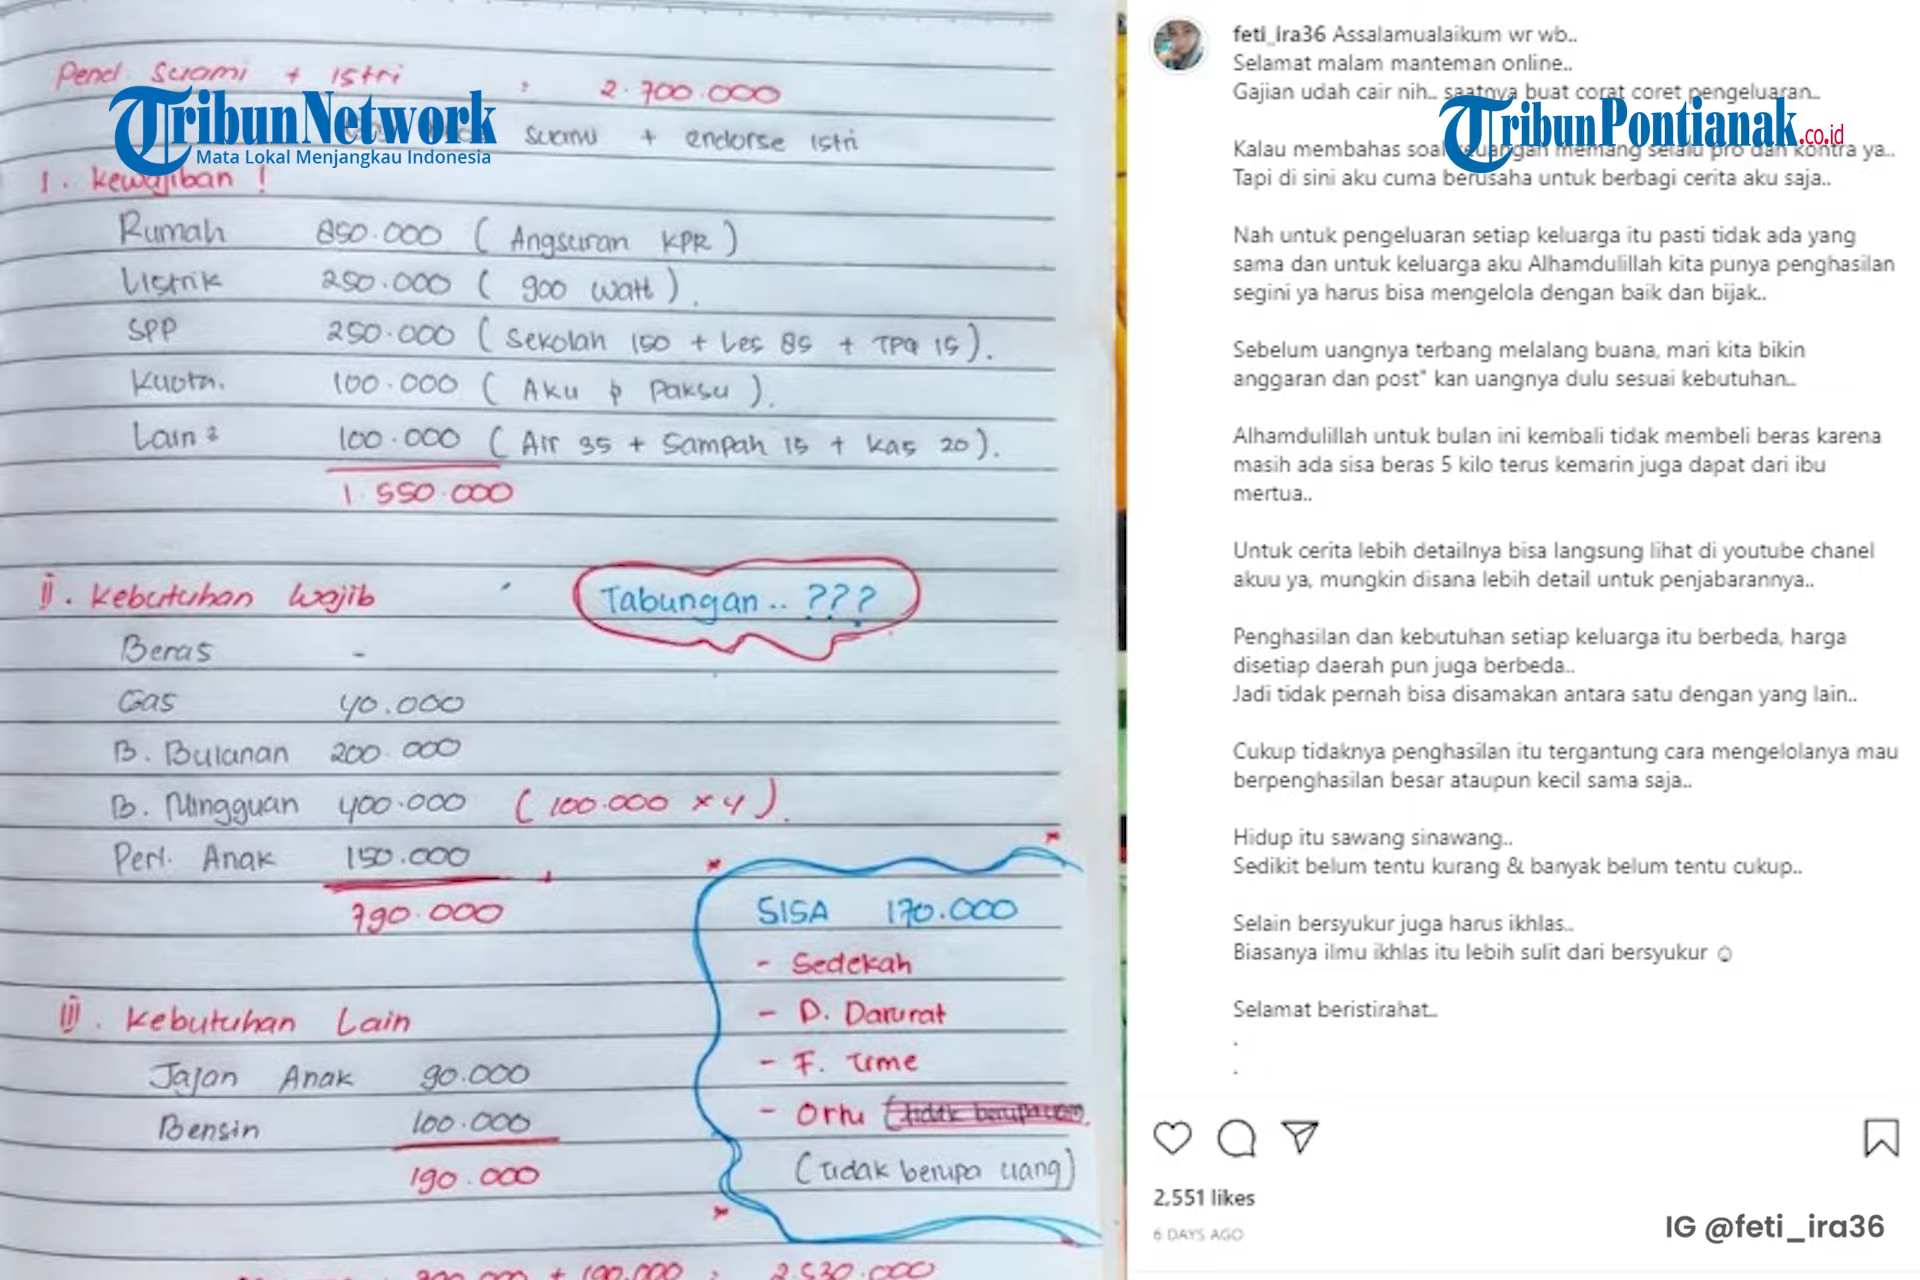 Pend. Suami + Istri : 2.700.000
TribunNetwork
Mata Lokal Menjangkau Indonesia
suami + endorse istri
I. Kewajiban !
Rumah 850.000 ( Angsuran KPR )
Listrik 250.000 ( 900 watt ).
SPP 250.000 ( Sekolah 150 + Les 85 + TPQ 15 ).
Kuota. 100.000 ( Aku & Paksu ).
Lain² 100.000 ( Air 35 + Sampah 15 + Kas 20 ).
1.550.000
II. Kebutuhan Wajib
Tabungan.. ???
Beras -
Gas 40.000
B. Bulanan 200.000
B. Mingguan 400.000 ( 100.000 x 4 ).
Perl. Anak 150.000
790.000
SISA 170.000
- Sedekah
- D. Darurat
- F. Time
- Ortu (tidak berupa uang
(Tidak berupa uang)
III. Kebutuhan Lain
Jajan Anak 90.000
Bensin 100.000
190.000
+ 190.000 : 2.530.000
feti_ira36 Assalamualaikum wr wb..
Selamat malam manteman online..
Gajian udah cair nih.. saatnya buat corat coret pengeluaran..
TribunPontianak.co.id
Kalau membahas soal keuangan memang selalu pro dan kontra ya..
Tapi di sini aku cuma berusaha untuk berbagi cerita aku saja..
Nah untuk pengeluaran setiap keluarga itu pasti tidak ada yang
sama dan untuk keluarga aku Alhamdulillah kita punya penghasilan
segini ya harus bisa mengelola dengan baik dan bijak..
Sebelum uangnya terbang melalang buana, mari kita bikin
anggaran dan post" kan uangnya dulu sesuai kebutuhan..
Alhamdulillah untuk bulan ini kembali tidak membeli beras karena
masih ada sisa beras 5 kilo terus kemarin juga dapat dari ibu
mertua..
Untuk cerita lebih detailnya bisa langsung lihat di youtube chanel
akuu ya, mungkin disana lebih detail untuk penjabarannya..
Penghasilan dan kebutuhan setiap keluarga itu berbeda, harga
disetiap daerah pun juga berbeda..
Jadi tidak pernah bisa disamakan antara satu dengan yang lain..
Cukup tidaknya penghasilan itu tergantung cara mengelolanya mau
berpenghasilan besar ataupun kecil sama saja..
Hidup itu sawang sinawang..
Sedikit belum tentu kurang & banyak belum tentu cukup..
Selain bersyukur juga harus ikhlas..
Biasanya ilmu ikhlas itu lebih sulit dari bersyukur ☺
Selamat beristirahat..
.
.
2,551 likes
6 DAYS AGO
IG @feti_ira36